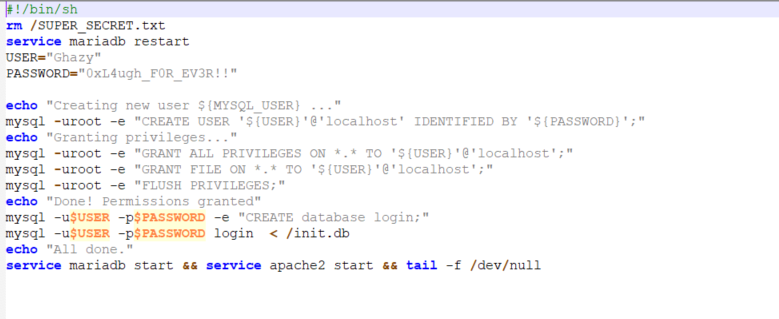 #!/bin/sh
rm /SUPER_SECRET.txt
service mariadb restart
USER="Ghazy"
PASSWORD="0xL4ugh_F0R_EV3R!!"
echo "Creating new user ${MYSQL_USER} ..."
mysql -uroot -e "CREATE USER '${USER}'@'localhost' IDENTIFIED BY '${PASSWORD}';"
echo "Granting privileges..."
mysql -uroot -e "GRANT ALL PRIVILEGES ON *.* TO '${USER}'@'localhost';"
mysql -uroot -e "GRANT FILE ON *.* TO '${USER}'@'localhost';"
mysql -uroot -e "FLUSH PRIVILEGES;"
echo "Done! Permissions granted"
mysql -u$USER -p$PASSWORD -e "CREATE database login;"
mysql -u$USER -p$PASSWORD login  < /init.db
echo "All done."
service mariadb start && service apache2 start && tail -f /dev/null